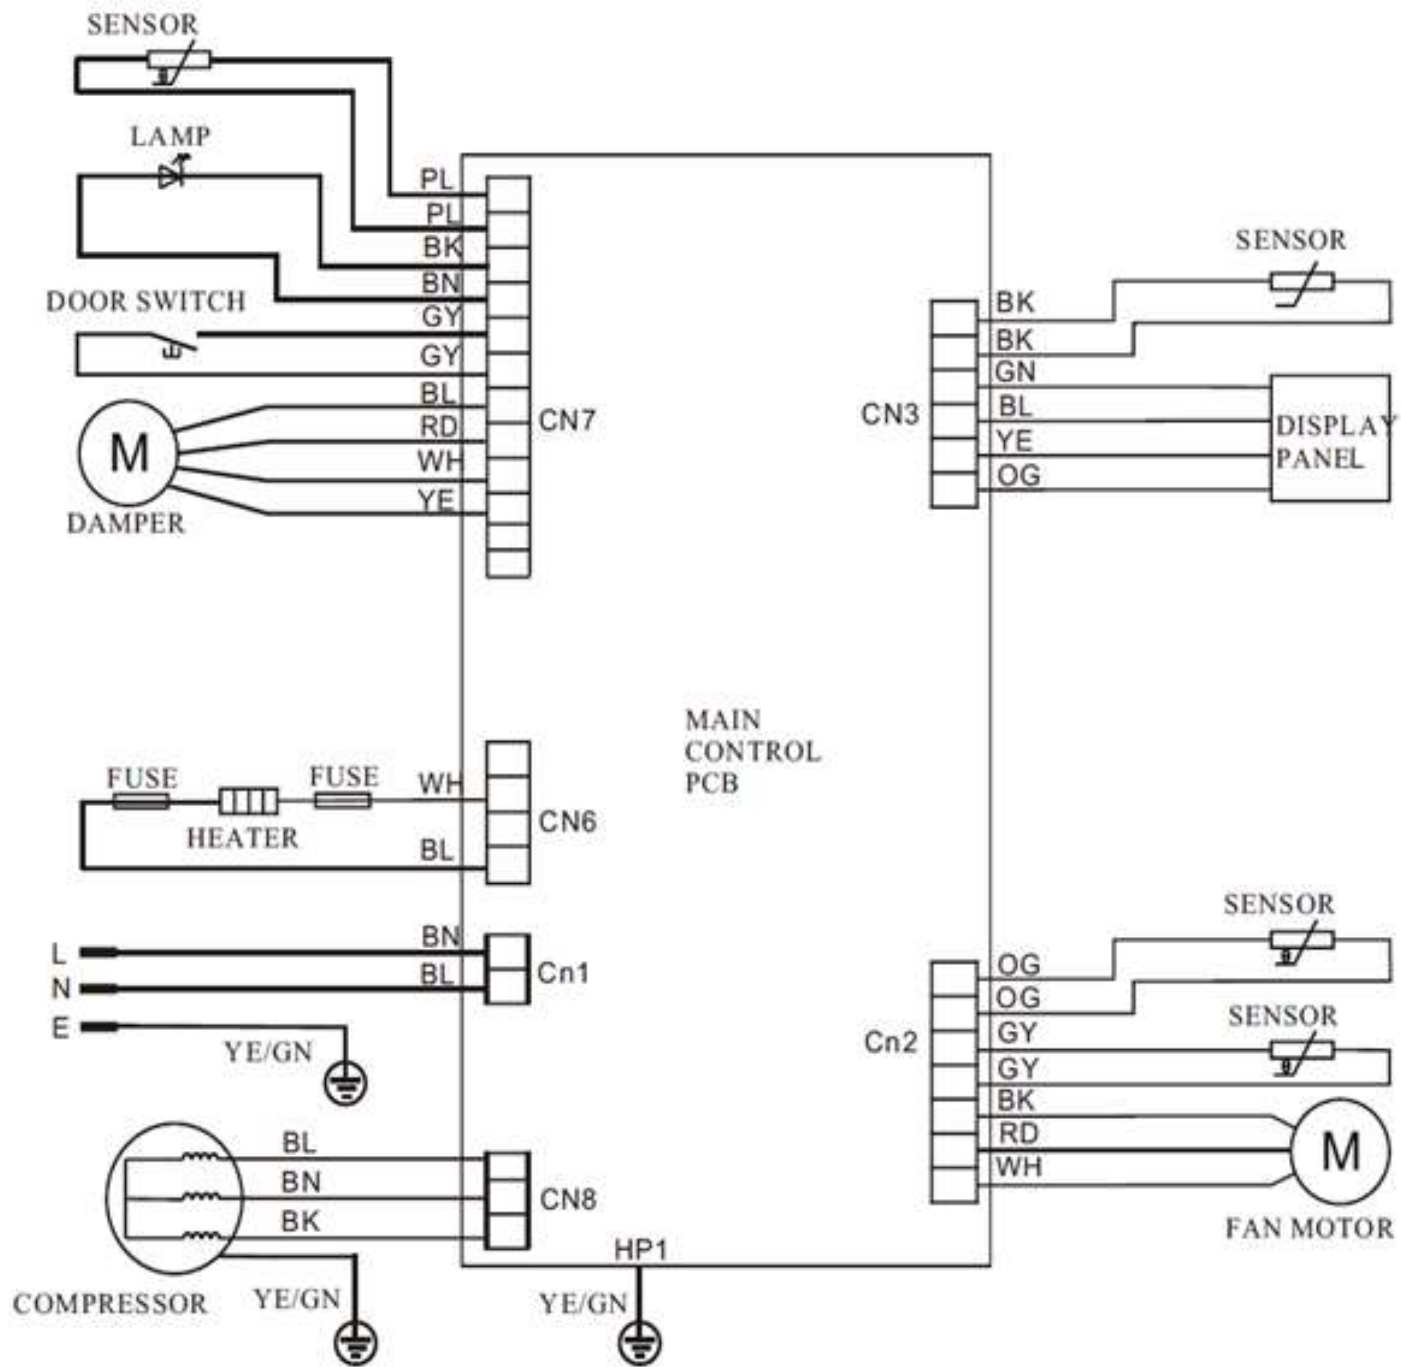 SENSOR
LAMP
PL
PL
BK
BN
DOOR SWITCH
GY
GY
BL
RD
WH
YE
M
DAMPER
CN7
SENSOR
BK
BK
GN
BL
YE
OG
CN3
DISPLAY
PANEL
MAIN
CONTROL
PCB
FUSE
FUSE
HEATER
WH
BL
CN6
L
N
E
BN
BL
Cn1
YE/GN
SENSOR
OG
OG
SENSOR
GY
GY
BK
RD
WH
Cn2
M
FAN MOTOR
BL
BN
BK
CN8
COMPRESSOR
YE/GN
HP1
YE/GN